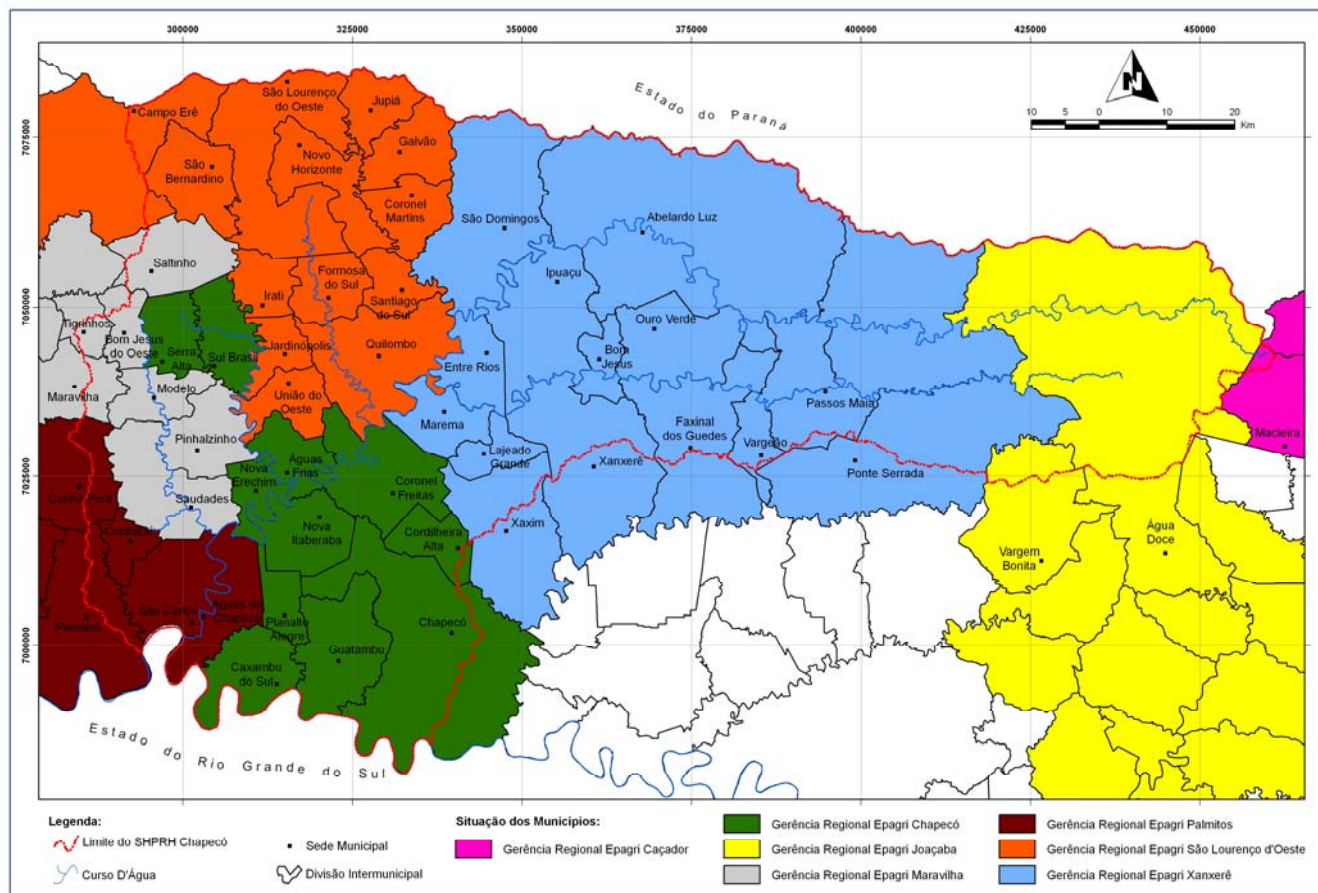 300000 325000 350000 375000 400000 425000 450000
Estado do Paraná
N
10 5 0 10 20
Km
7075000
7050000
7025000
7000000
Campo Erê
São Lourenço
do Oeste
Jupiá
São
Bernardino
Novo
Horizonte
Galvão
Coronel
Martins
São Domingos
Abelardo Luz
Saltinho
Ipuaçu
Formosa
do Sul
Irati
Santiago
do Sul
Tigrinhos
Bom Jesus
do Oeste
Serra
Alta
Sul Brasil
Jardinópolis
Quilombo
Entre Rios
Ouro Verde
Bom
Jesus
Maravilha
Modelo
União do
Oeste
Marema
Passos Maia
Faxinal
dos Guedes
Vargeão
Macieira
Pinhalzinho
Lajeado
Grande
Xanxerê
Ponte Serrada
Nova
Erechim
Águas
Frias
Coronel
Freitas
Cunha Porã
Saudades
Nova
Itaberaba
Cordilheira
Alta
Xaxim
Cunhataí
Vargem
Bonita
Água
Doce
São Carlos
Águas de
Chapecó
Palmitos
Planalto
Alegre
Chapecó
Guatambu
Caxambu
do Sul
Estado do Rio Grande do Sul
Legenda:
Limite do SHPRH Chapecó
Sede Municipal
Curso D'Água
Divisão Intermunicipal
Situação dos Municipios:
Gerência Regional Epagri Caçador
Gerência Regional Epagri Maravilha
Gerência Regional Epagri Chapecó
Gerência Regional Epagri Joaçaba
Gerência Regional Epagri Palmitos
Gerência Regional Epagri São Lourenço d'Oeste
Gerência Regional Epagri Xanxerê